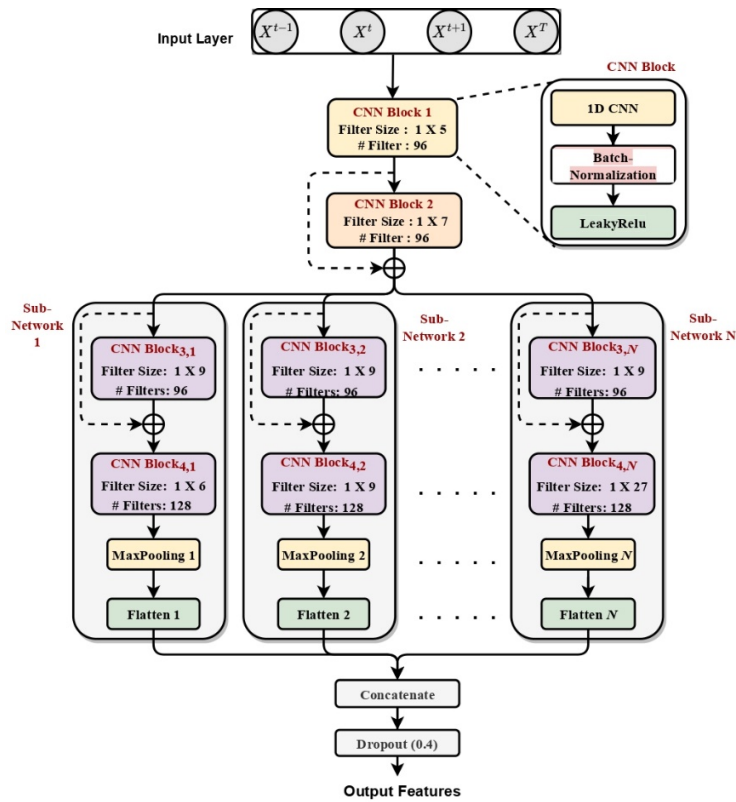 Input Layer
X^{t-1} X^t X^{t+1} X^T
CNN Block
CNN Block 1
Filter Size : 1 X 5
# Filter : 96
1D CNN
Batch-
Normalization
LeakyRelu
CNN Block 2
Filter Size : 1 X 7
# Filter : 96
Sub-
Network
1
CNN Block3,1
Filter Size: 1 X 9
# Filters: 96
CNN Block4,1
Filter Size: 1 X 6
# Filters: 128
MaxPooling 1
Flatten 1
Sub-
Network 2
CNN Block3,2
Filter Size: 1 X 9
# Filters: 96
CNN Block4,2
Filter Size: 1 X 9
# Filters: 128
MaxPooling 2
Flatten 2
. . . . .
. . . . .
. . . . .
. . . . .
Sub-
Network N
CNN Block3,N
Filter Size: 1 X 9
# Filters: 96
CNN Block4,N
Filter Size: 1 X 27
# Filters: 128
MaxPooling N
Flatten N
Concatenate
Dropout (0.4)
Output Features